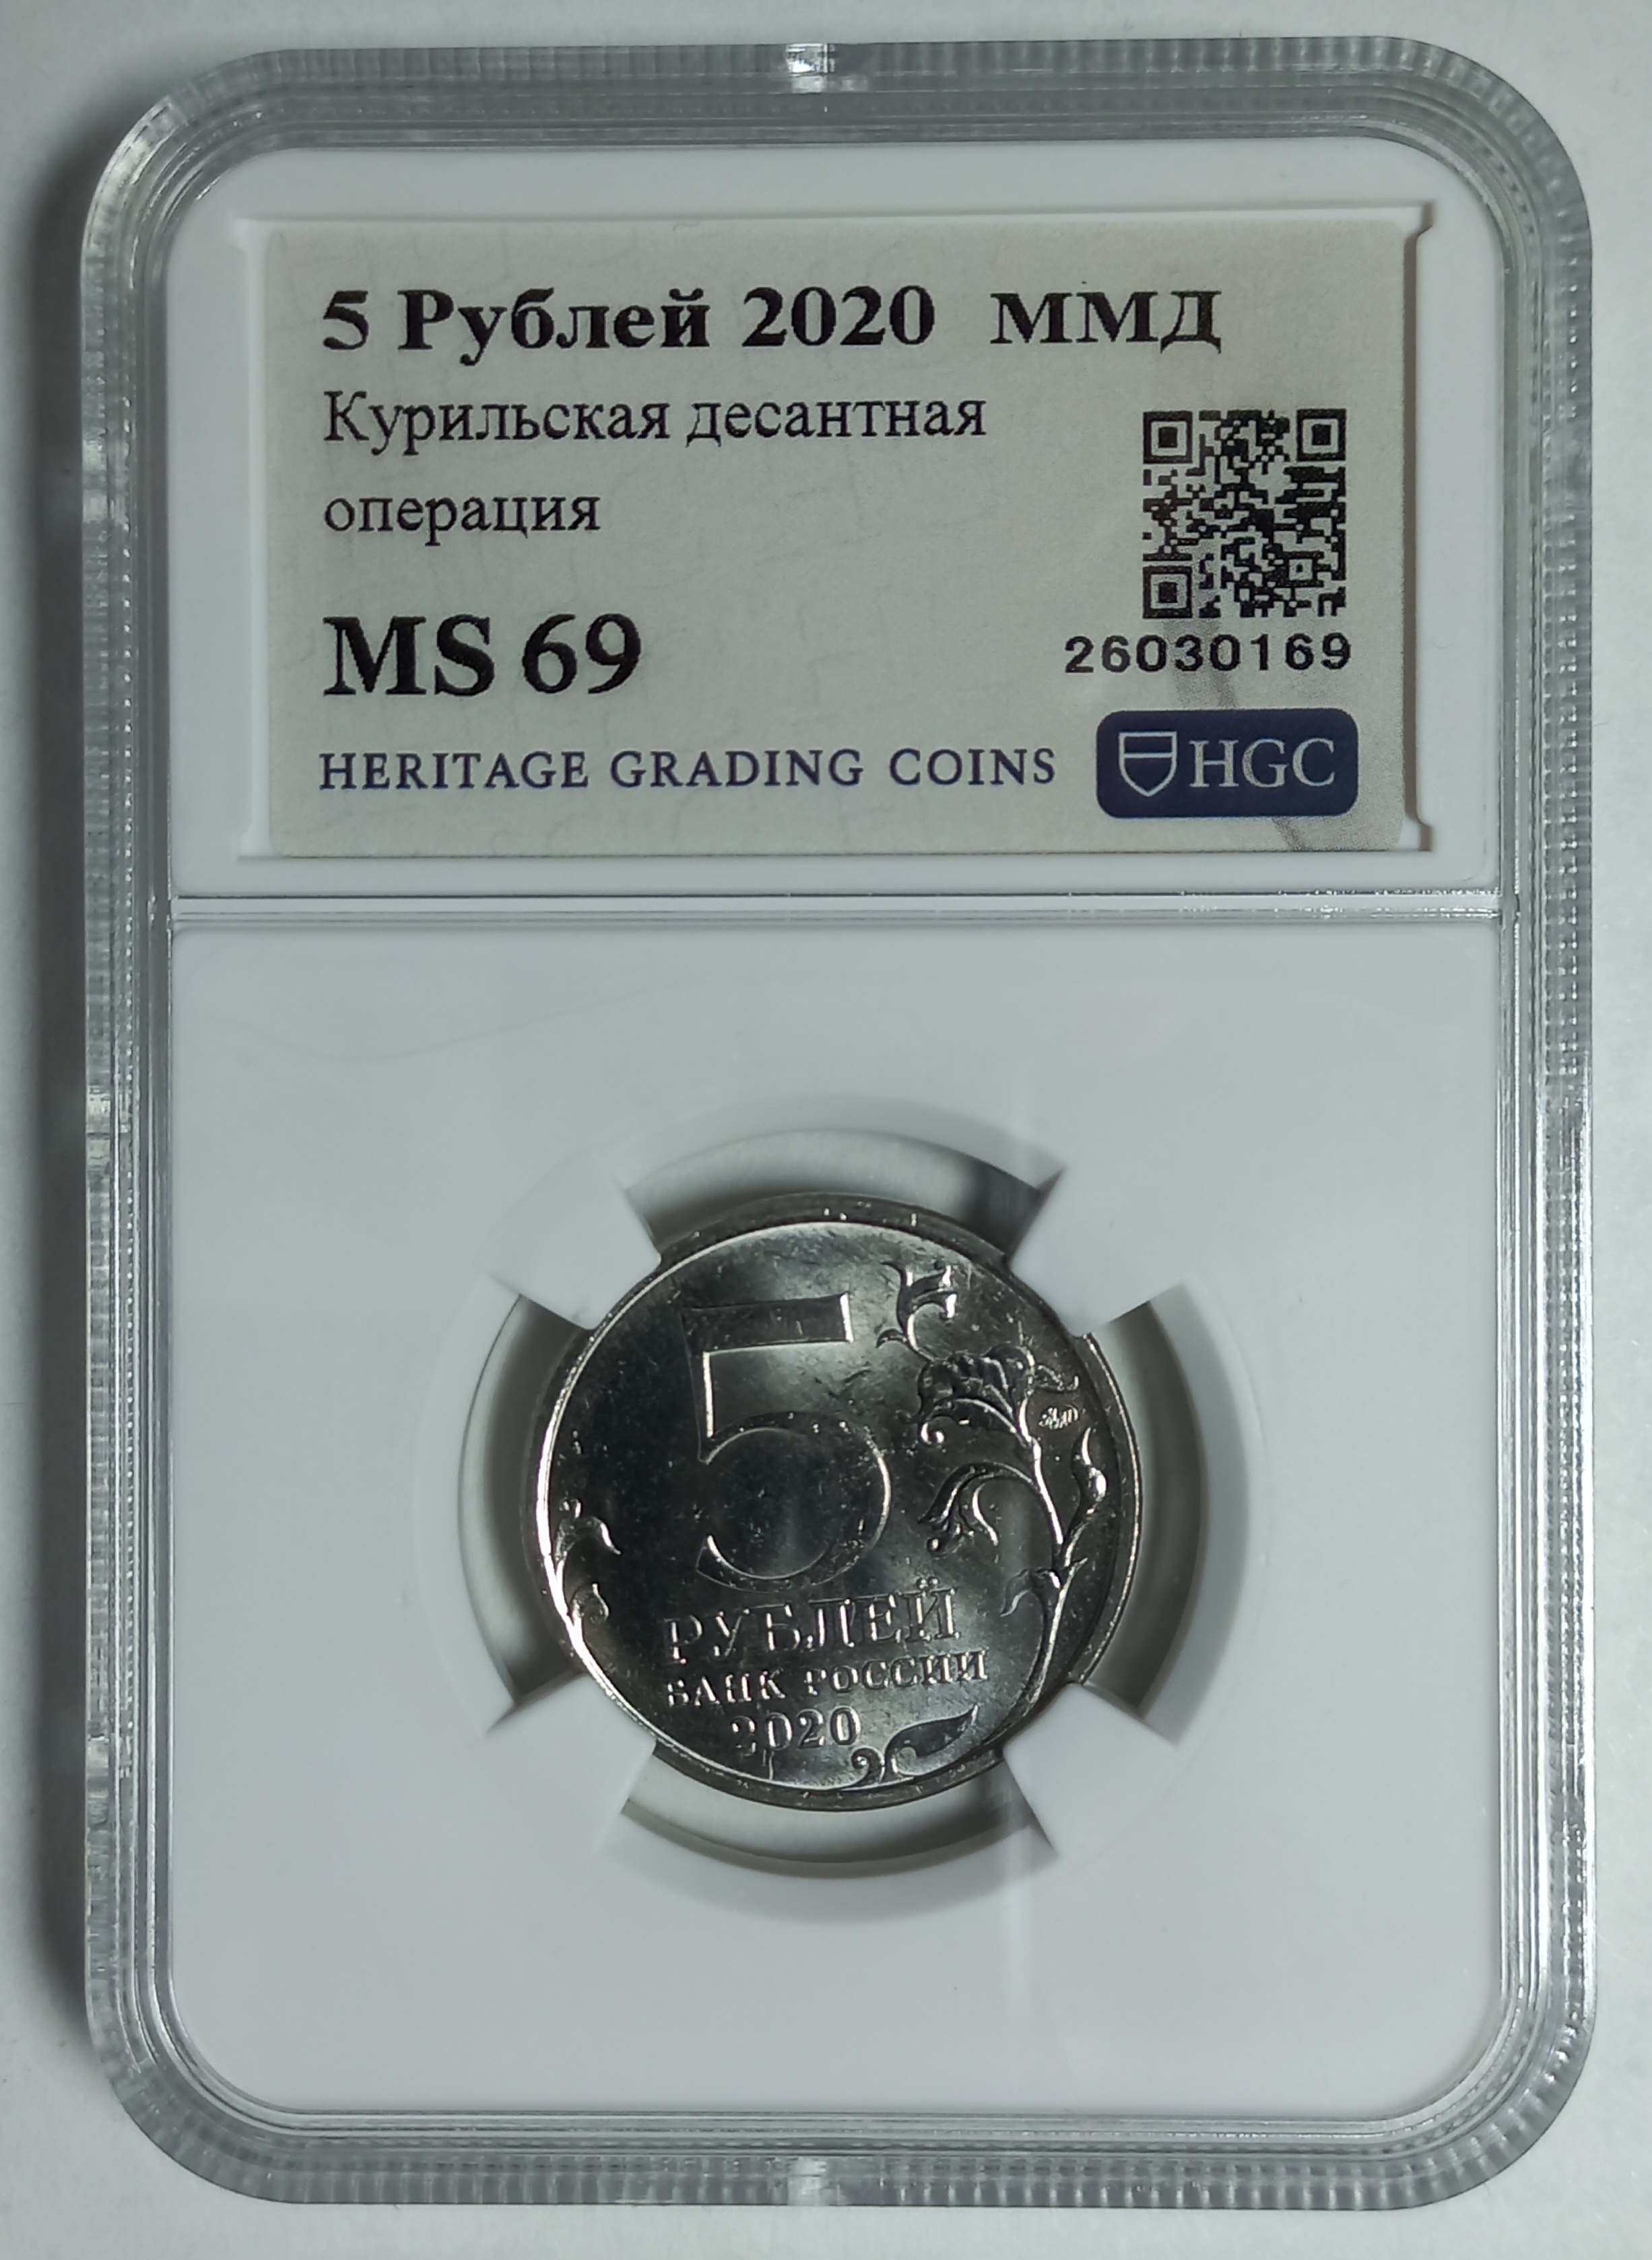 5 Рублей 2020 ММД
Курильская десантная
операция
MS 69
26030169
HERITAGE GRADING COINS HGC
5
РУБЛЕЙ
БАНК РОССИИ
2020